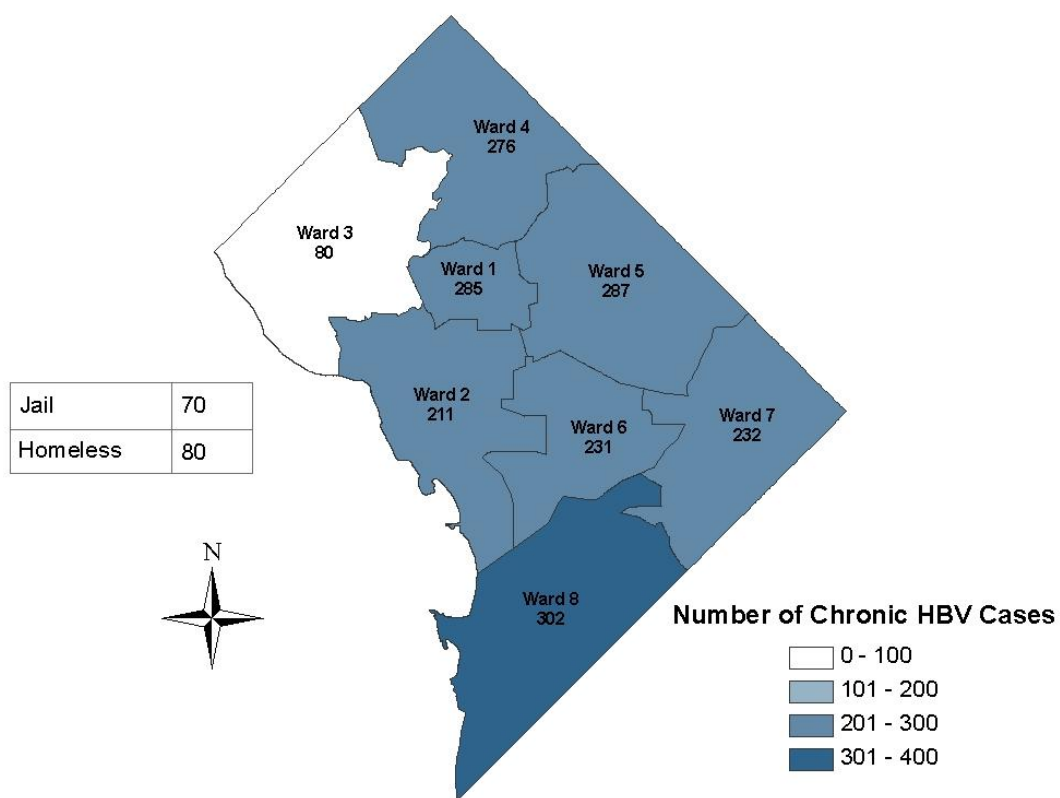 Ward 4
276
Ward 3
80
Ward 1
285
Ward 5
287
Ward 2
211
Ward 6
231
Ward 7
232
Jail 70
Homeless 80
N
Ward 8
302
Number of Chronic HBV Cases
0 - 100
101 - 200
201 - 300
301 - 400